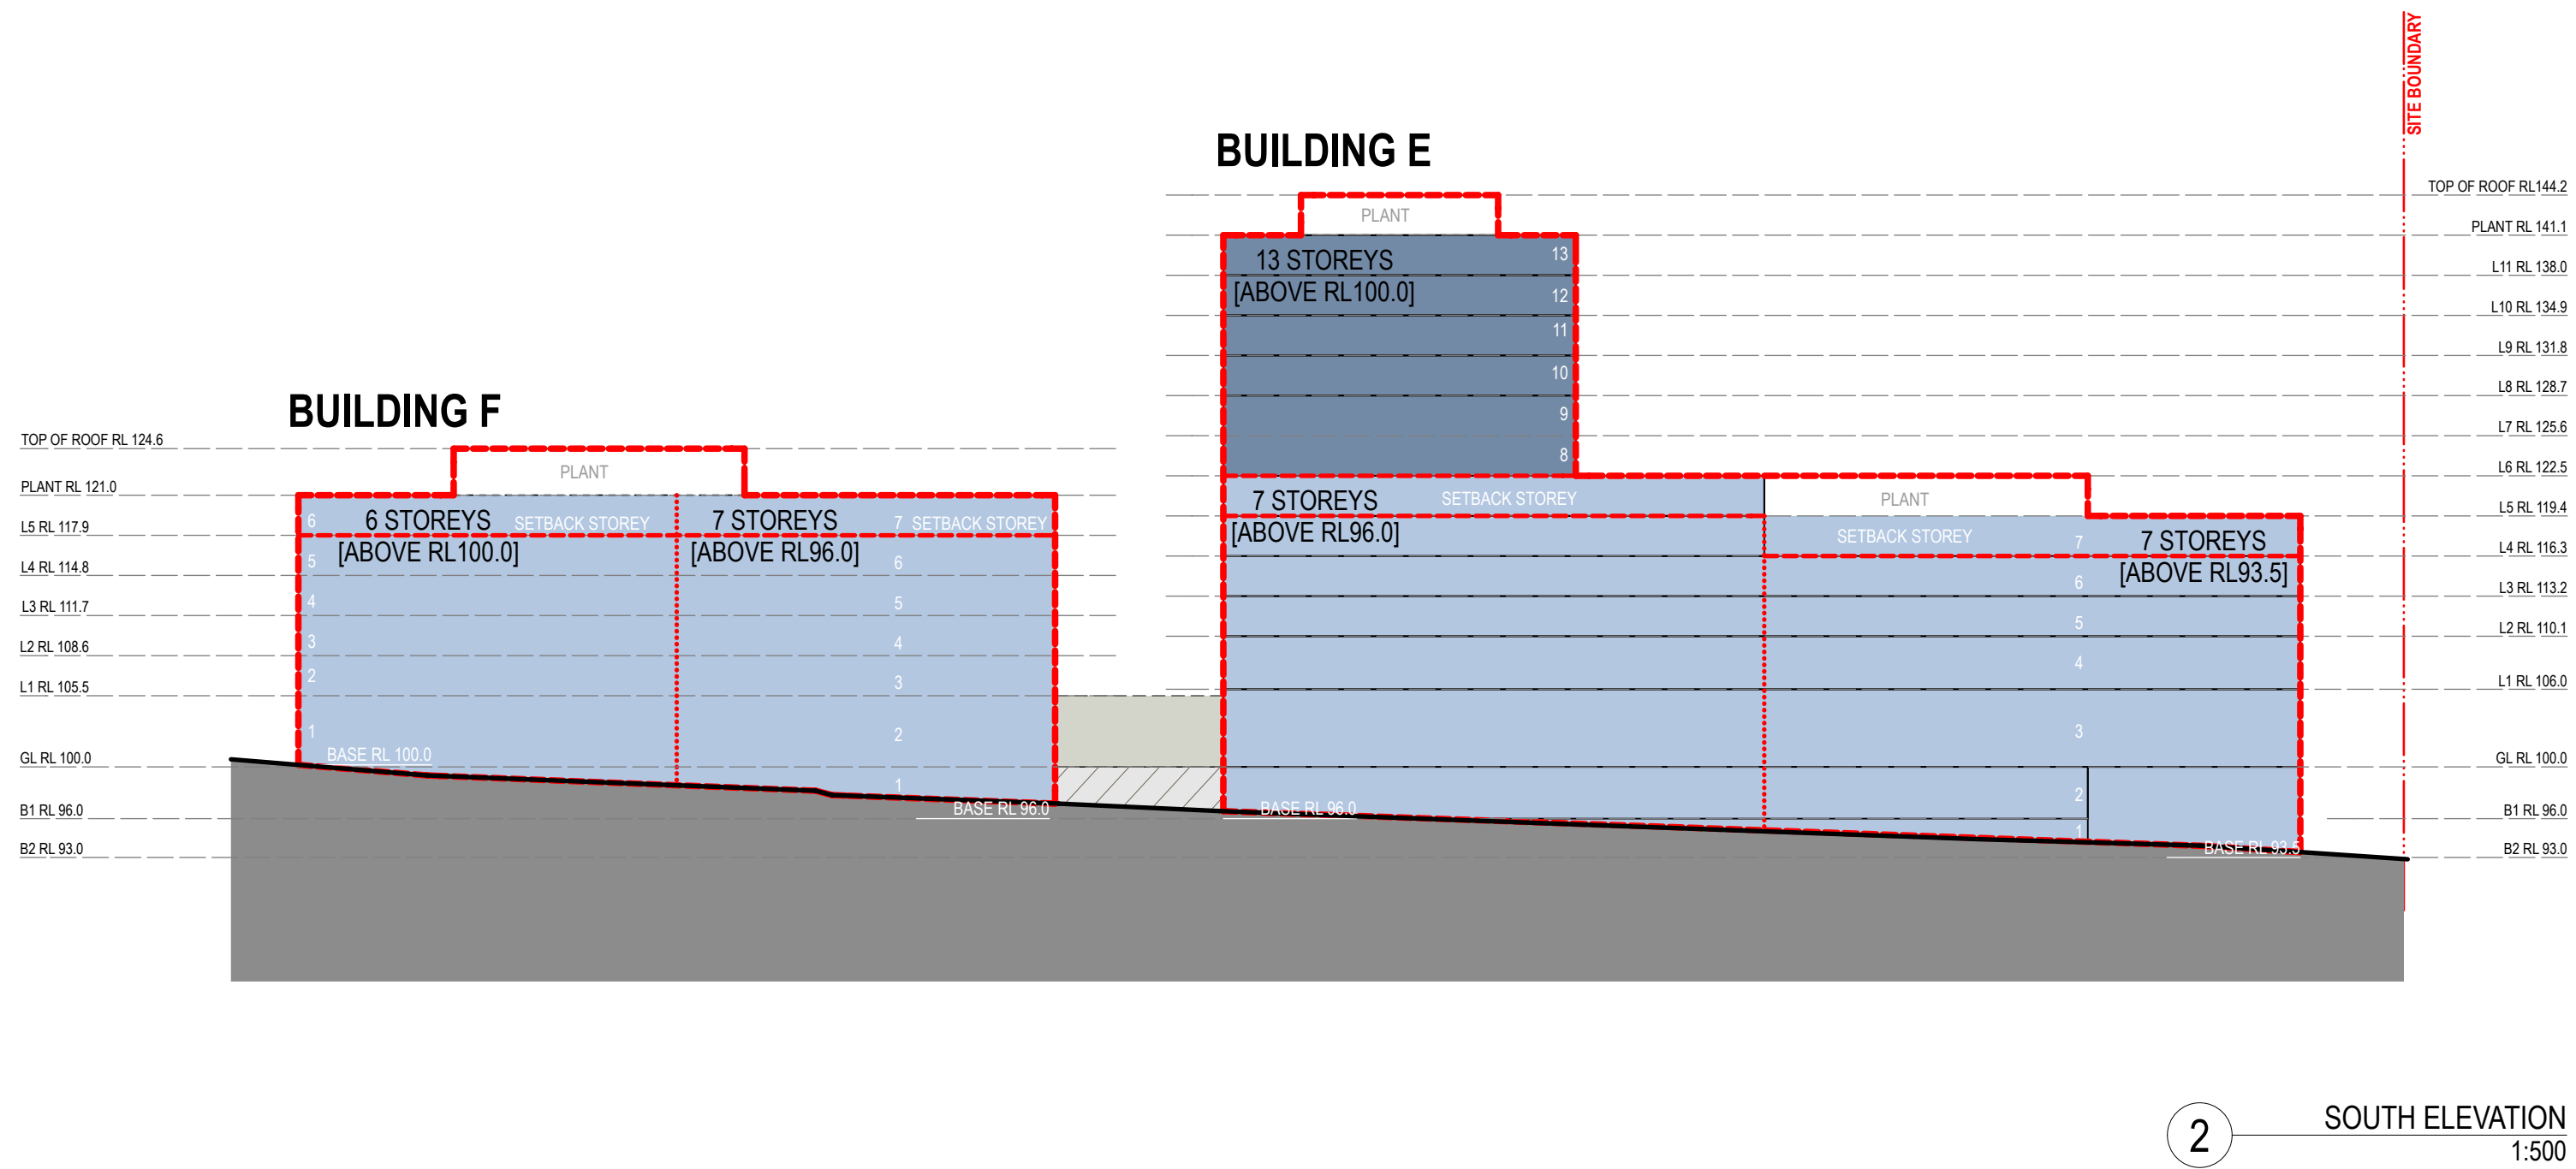 SITE BOUNDARY
BUILDING E
TOP OF ROOF RL144.2
PLANT
PLANT RL 141.1
13 STOREYS
[ABOVE RL100.0]
13
L11 RL 138.0
12
L10 RL 134.9
11
L9 RL 131.8
10
L8 RL 128.7
9
L7 RL 125.6
8
L6 RL 122.5
BUILDING F
TOP OF ROOF RL 124.6
PLANT
PLANT RL 121.0
7 STOREYS
[ABOVE RL96.0]
SETBACK STOREY
PLANT
L5 RL 119.4
6
6 STOREYS
[ABOVE RL100.0]
SETBACK STOREY
7 STOREYS
[ABOVE RL96.0]
7 SETBACK STOREY
L5 RL 117.9
SETBACK STOREY
7
7 STOREYS
[ABOVE RL93.5]
L4 RL 116.3
5
6
L4 RL 114.8
6
L3 RL 113.2
4
5
L3 RL 111.7
5
L2 RL 110.1
3
4
L2 RL 108.6
4
L1 RL 106.0
2
3
L1 RL 105.5
1
2
3
BASE RL 100.0
GL RL 100.0
GL RL 100.0
1
2
BASE RL 96.0
BASE RL 96.0
B1 RL 96.0
B1 RL 96.0
1
BASE RL 93.5
B2 RL 93.0
B2 RL 93.0
2
SOUTH ELEVATION
1:500